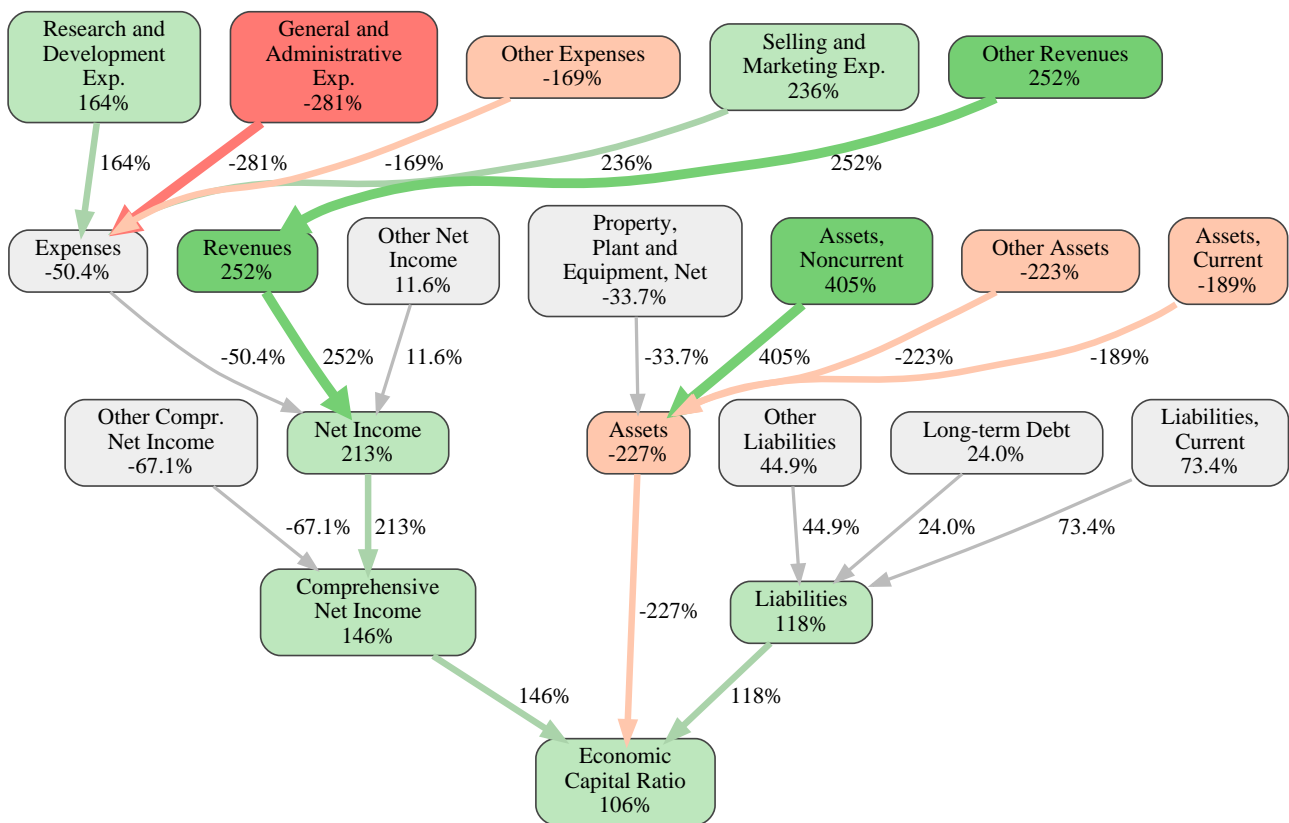 Research and
Development
Exp.
164%
General and
Administrative
Exp.
-281%
Other Expenses
-169%
Selling and
Marketing Exp.
236%
Other Revenues
252%
164%
-281%
-169%
236%
252%
Expenses
-50.4%
Revenues
252%
Other Net
Income
11.6%
Property,
Plant and
Equipment, Net
-33.7%
Assets,
Noncurrent
405%
Other Assets
-223%
Assets,
Current
-189%
-50.4%
252%
11.6%
-33.7%
405%
-223%
-189%
Other Compr.
Net Income
-67.1%
Net Income
213%
Assets
-227%
Other
Liabilities
44.9%
Long-term Debt
24.0%
Liabilities,
Current
73.4%
-67.1%
213%
44.9%
24.0%
73.4%
Comprehensive
Net Income
146%
-227%
Liabilities
118%
146%
118%
Economic
Capital Ratio
106%